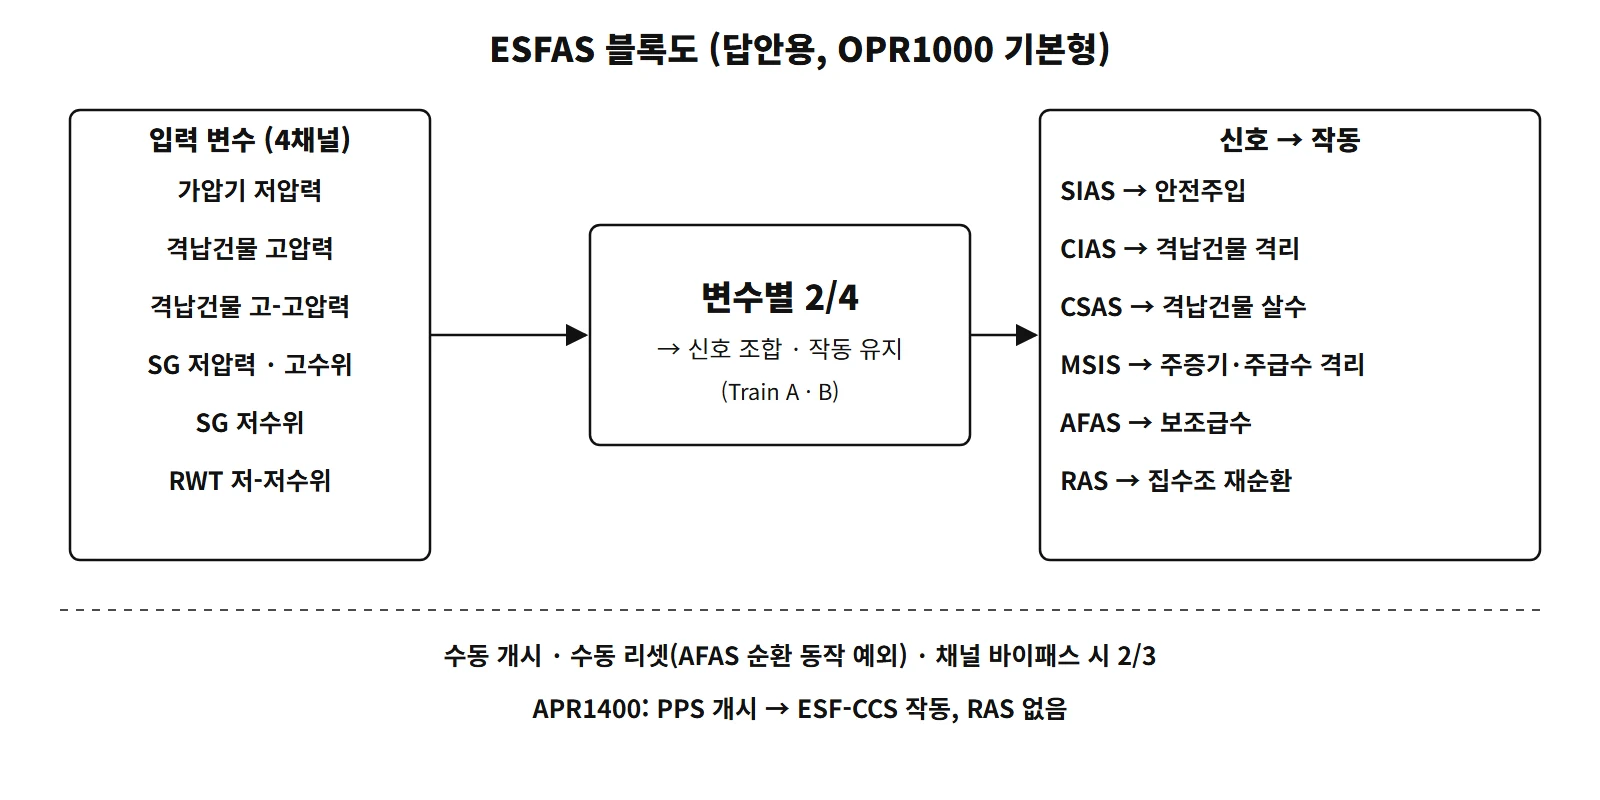 ESFAS 블록도 (답안용, OPR1000 기본형)
입력 변수 (4채널)
가압기 저압력
격납건물 고압력
격납건물 고-고압력
SG 저압력 · 고수위
SG 저수위
RWT 저-저수위
변수별 2/4
→ 신호 조합 · 작동 유지
(Train A · B)
신호 → 작동
SIAS → 안전주입
CIAS → 격납건물 격리
CSAS → 격납건물 살수
MSIS → 주증기·주급수 격리
AFAS → 보조급수
RAS → 집수조 재순환
수동 개시 · 수동 리셋(AFAS 순환 동작 예외) · 채널 바이패스 시 2/3
APR1400: PPS 개시 → ESF-CCS 작동, RAS 없음